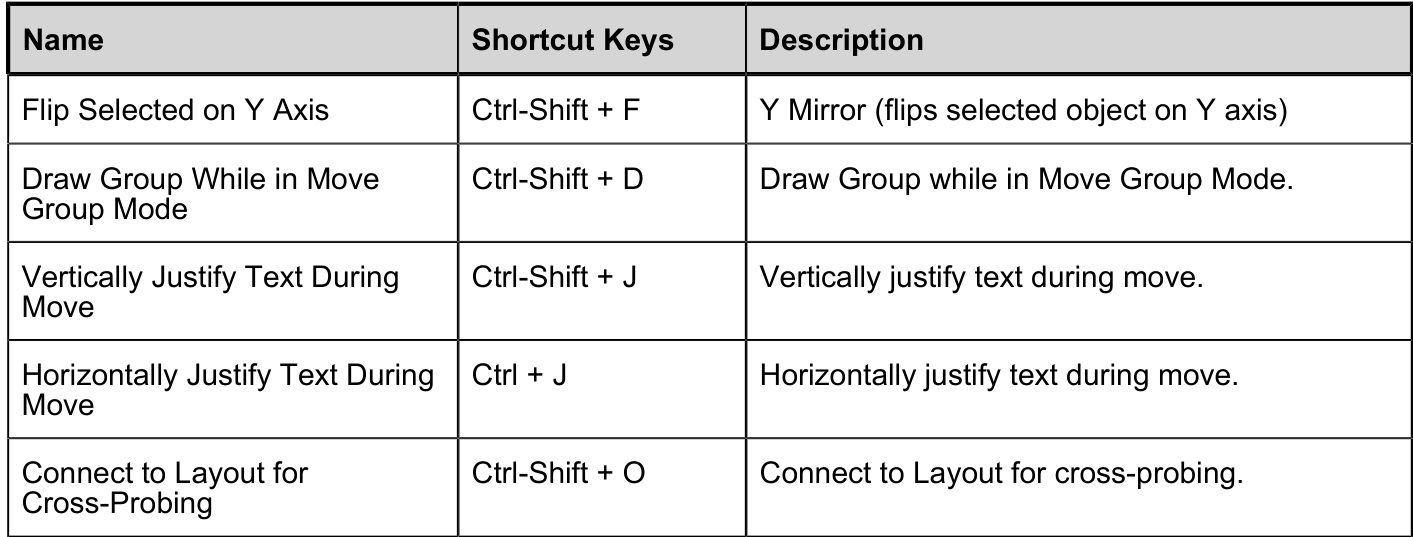 Name Shortcut Keys Description
Flip Selected on Y Axis Ctrl-Shift + F Y Mirror (flips selected object on Y axis)
Draw Group While in Move Ctrl-Shift + D Draw Group while in Move Group Mode.
Group Mode
Vertically Justify Text During Ctrl-Shift + J Vertically justify text during move.
Move
Horizontally Justify Text During Ctrl + J Horizontally justify text during move.
Move
Connect to Layout for Ctrl-Shift + O Connect to Layout for cross-probing.
Cross-Probing